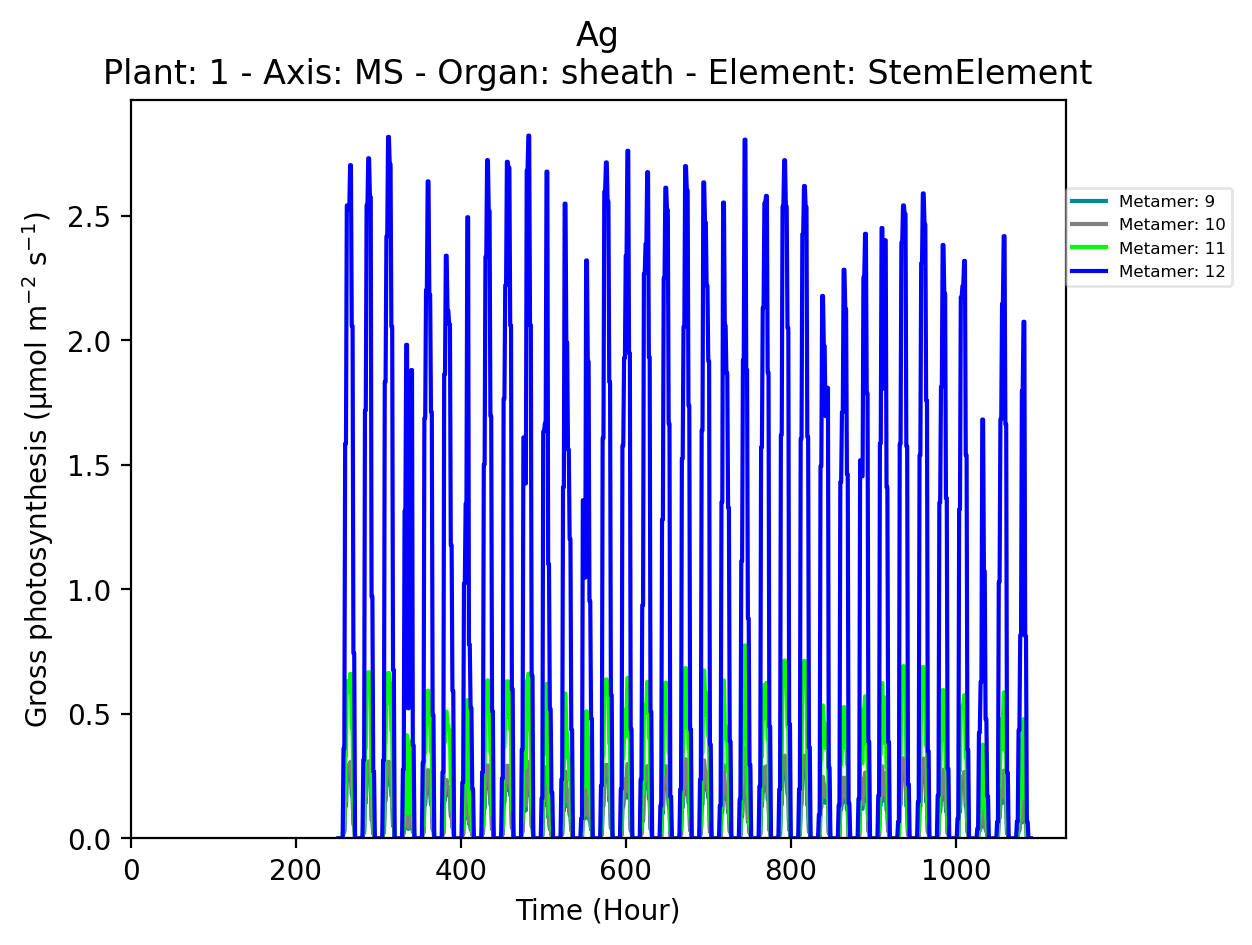 Ag
Plant: 1 - Axis: MS - Organ: sheath - Element: StemElement
Gross photosynthesis (µmol m⁻² s⁻¹)
2.5
2.0
1.5
1.0
0.5
0.0
0 200 400 600 800 1000
Time (Hour)
Metamer: 9
Metamer: 10
Metamer: 11
Metamer: 12